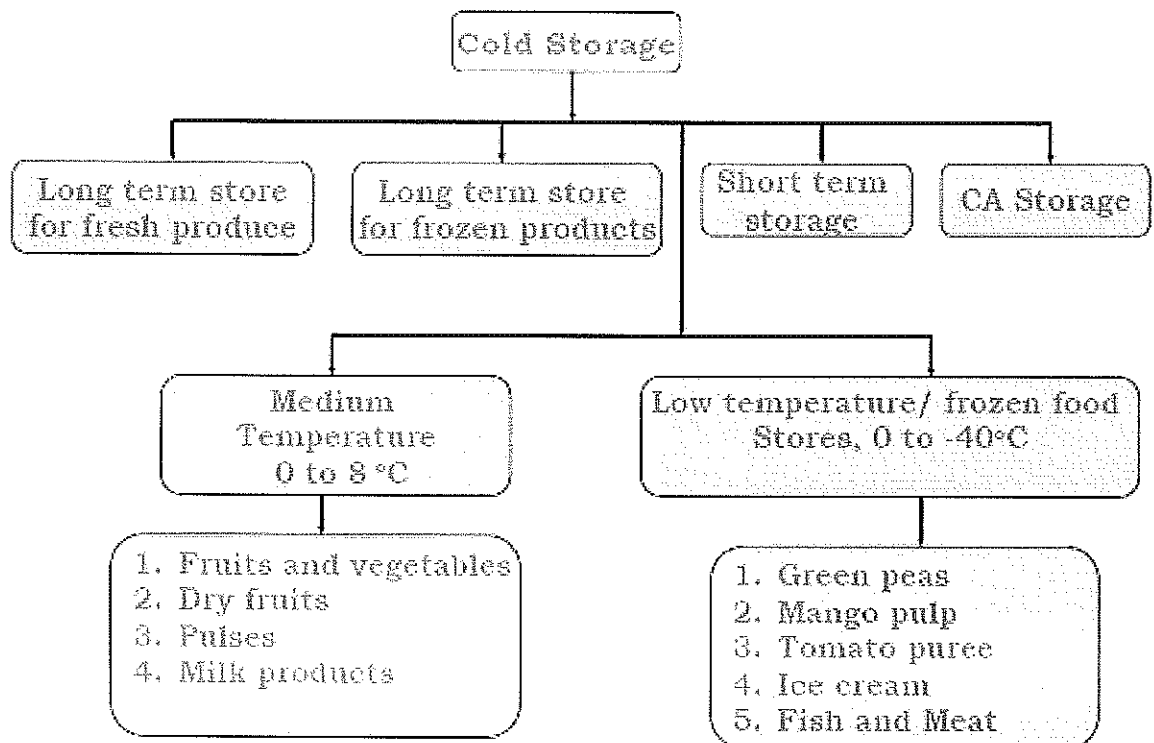 Cold Storage
Long term store
for fresh produce
Long term store
for frozen products
Short term
storage
CA Storage
Medium
Temperature
0 to 8 °C
Low temperature/ frozen food
Stores, 0 to -40°C
1. Fruits and vegetables
2. Dry fruits
3. Pulses
4. Milk products
1. Green peas
2. Mango pulp
3. Tomato puree
4. Ice cream
5. Fish and Meat